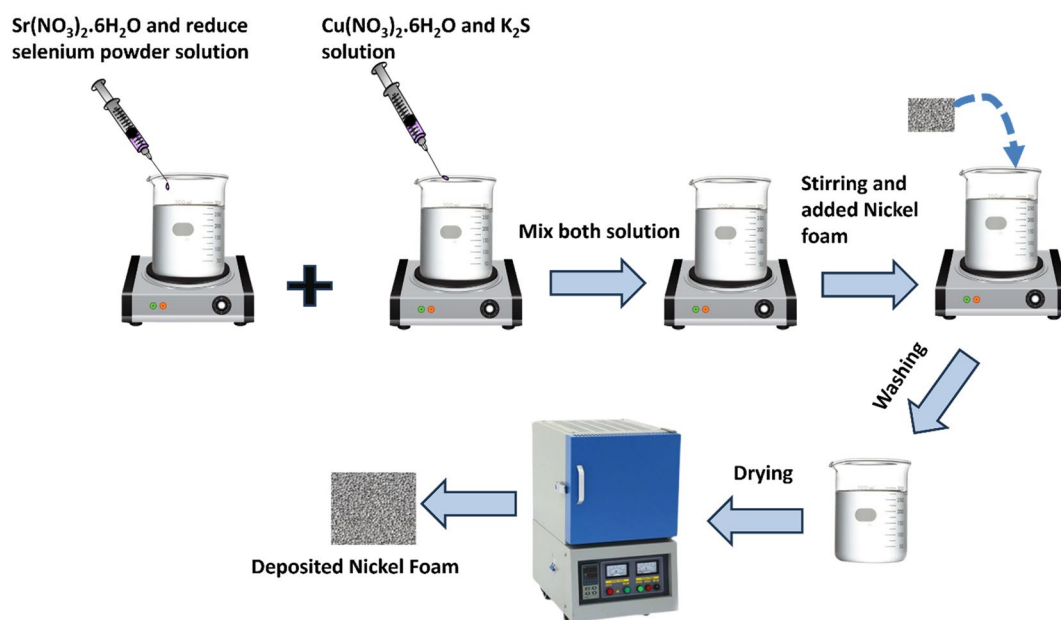 Sr(NO₃)₂.6H₂O and reduce
selenium powder solution
Cu(NO₃)₂.6H₂O and K₂S
solution
Mix both solution
Stirring and
added Nickel
foam
Washing
Drying
Deposited Nickel Foam